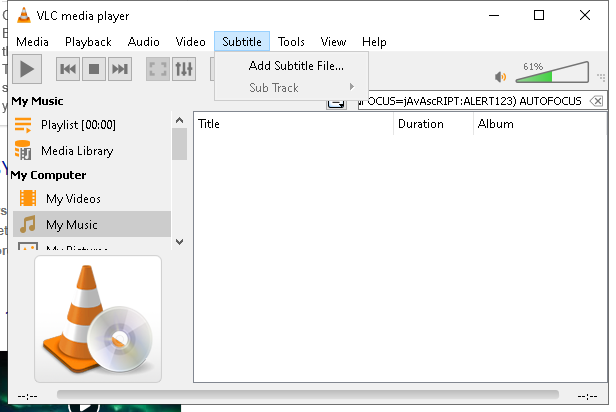 VLC media player
Media Playback Audio Video Subtitle Tools View Help
Add Subtitle File...
Sub Track
61%
FOCUS=jAvAscRIPT:ALERT123) AUTOFOCUS
My Music
Playlist [00:00]
Media Library
My Computer
My Videos
My Music
My Pictures
Title Duration Album
--:-- --:--